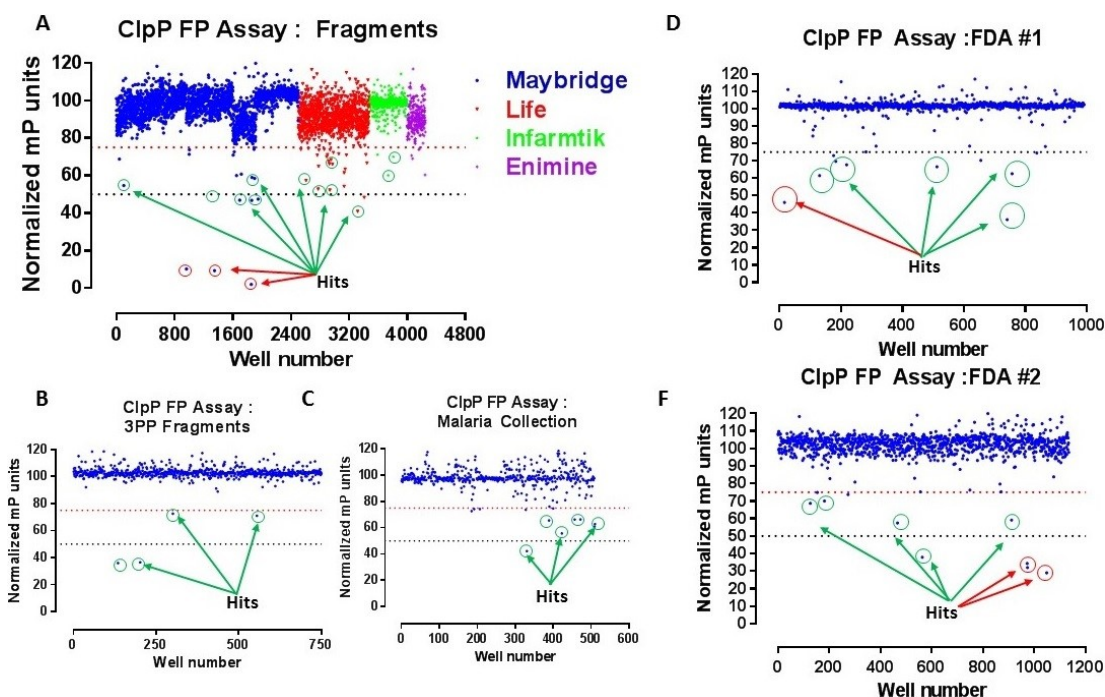 A
ClpP FP Assay : Fragments
Normalized mP units
120
100
80
60
40
20
0
0 800 1600 2400 3200 4000 4800
Well number
Hits
Maybridge
Life
Infarmtik
Enimine
B
ClpP FP Assay :
3PP Fragments
Normalized mP units
120
100
80
60
40
20
0
0 250 500 750
Well number
Hits
C
ClpP FP Assay :
Malaria Collection
Normalized mP units
120
100
80
60
40
20
0
0 100 200 300 400 500 600
Well number
Hits
D
ClpP FP Assay :FDA #1
Normalized mP units
120
110
100
90
80
70
60
50
40
30
20
10
0
0 200 400 600 800 1000
Well number
Hits
F
ClpP FP Assay :FDA #2
Normalized mP units
120
110
100
90
80
70
60
50
40
30
20
10
0
0 200 400 600 800 1000 1200
Well number
Hits